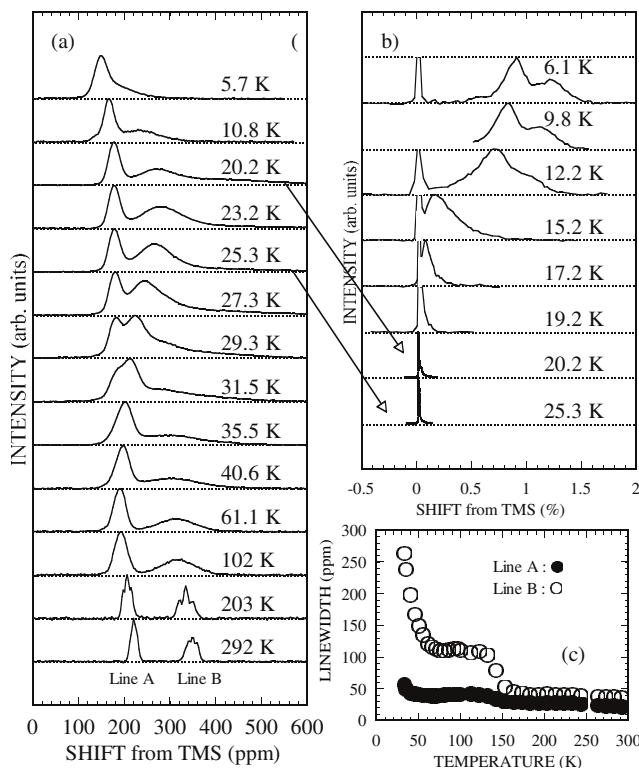 (a)
(
5.7 K
10.8 K
20.2 K
23.2 K
25.3 K
27.3 K
29.3 K
31.5 K
35.5 K
40.6 K
61.1 K
102 K
203 K
292 K
Line A
Line B
INTENSITY (arb. units)
0 100 200 300 400 500 600
SHIFT from TMS (ppm)
b)
6.1 K
9.8 K
12.2 K
15.2 K
17.2 K
19.2 K
20.2 K
25.3 K
INTENSITY (arb. units)
-0.5 0 0.5 1 1.5 2
SHIFT from TMS (%)
300
250
200
150
100
50
0
LINEWIDTH (ppm)
Line A :
Line B :
(c)
0 50 100 150 200 250 300
TEMPERATURE (K)